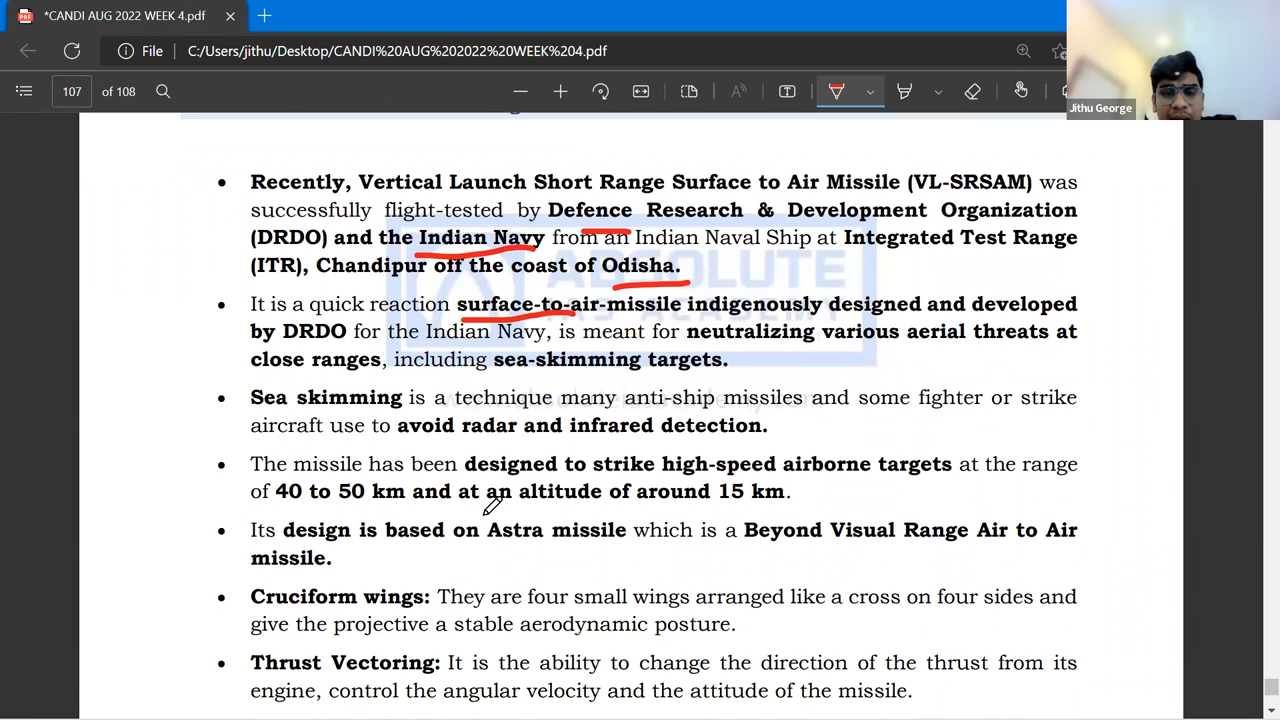 *CANDI AUG 2022 WEEK 4.pdf
File C:/Users/jithu/Desktop/CANDI%20AUG%202022%20WEEK%204.pdf
107 of 108
Jithu George
• Recently, Vertical Launch Short Range Surface to Air Missile (VL-SRSAM) was
successfully flight-tested by Defence Research & Development Organization
(DRDO) and the Indian Navy from an Indian Naval Ship at Integrated Test Range
(ITR), Chandipur off the coast of Odisha.
• It is a quick reaction surface-to-air-missile indigenously designed and developed
by DRDO for the Indian Navy, is meant for neutralizing various aerial threats at
close ranges, including sea-skimming targets.
• Sea skimming is a technique many anti-ship missiles and some fighter or strike
aircraft use to avoid radar and infrared detection.
• The missile has been designed to strike high-speed airborne targets at the range
of 40 to 50 km and at an altitude of around 15 km.
• Its design is based on Astra missile which is a Beyond Visual Range Air to Air
missile.
• Cruciform wings: They are four small wings arranged like a cross on four sides and
give the projective a stable aerodynamic posture.
• Thrust Vectoring: It is the ability to change the direction of the thrust from its
engine, control the angular velocity and the attitude of the missile.